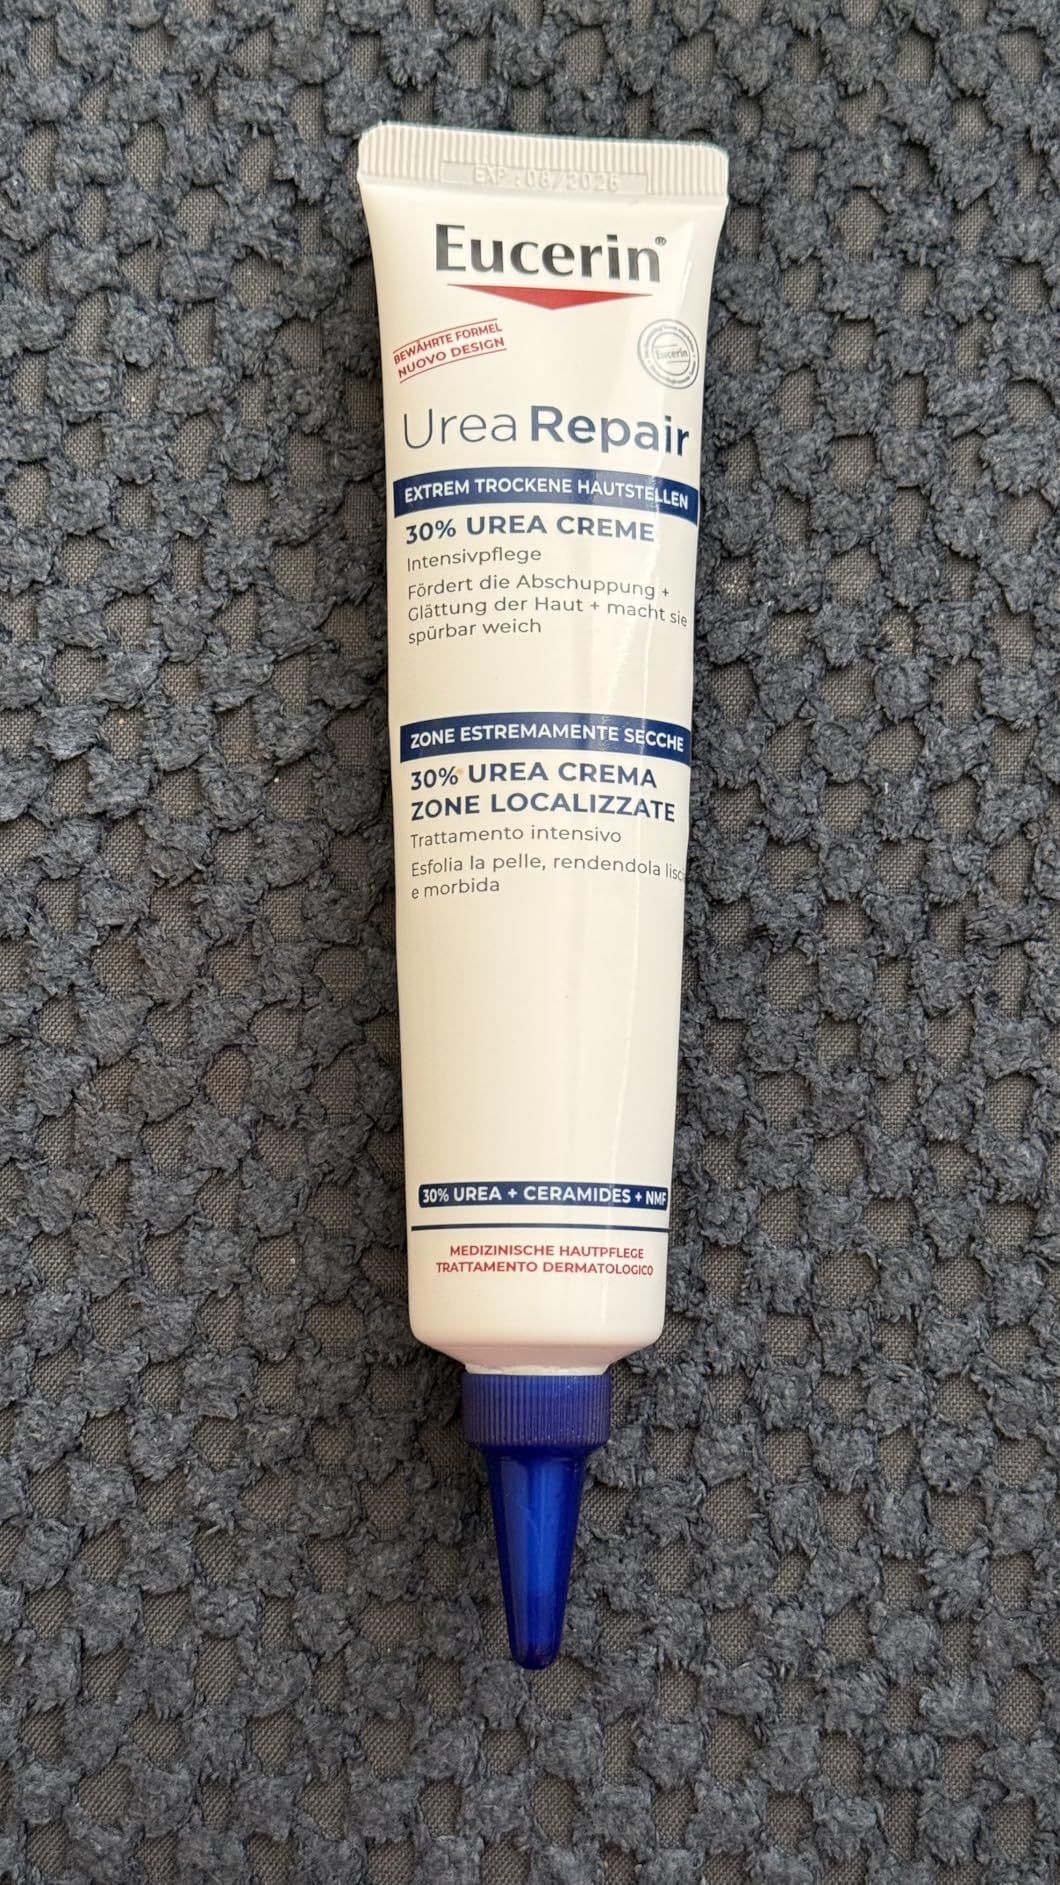 EXP.:08/2026
Eucerin®
BEWÄHRTE FORMEL
NUOVO DESIGN
Eucerin
Urea Repair
EXTREM TROCKENE HAUTSTELLEN
30% UREA CREME
Intensivpflege
Fördert die Abschuppung +
Glättung der Haut + macht sie
spürbar weich
ZONE ESTREMAMENTE SECCHE
30% UREA CREMA
ZONE LOCALIZZATE
Trattamento intensivo
Esfolia la pelle, rendendola
e morbida
30% UREA + CERAMIDES + NMF
MEDIZINISCHE HAUTPFLEGE
TRATTAMENTO DERMATOLOGICO